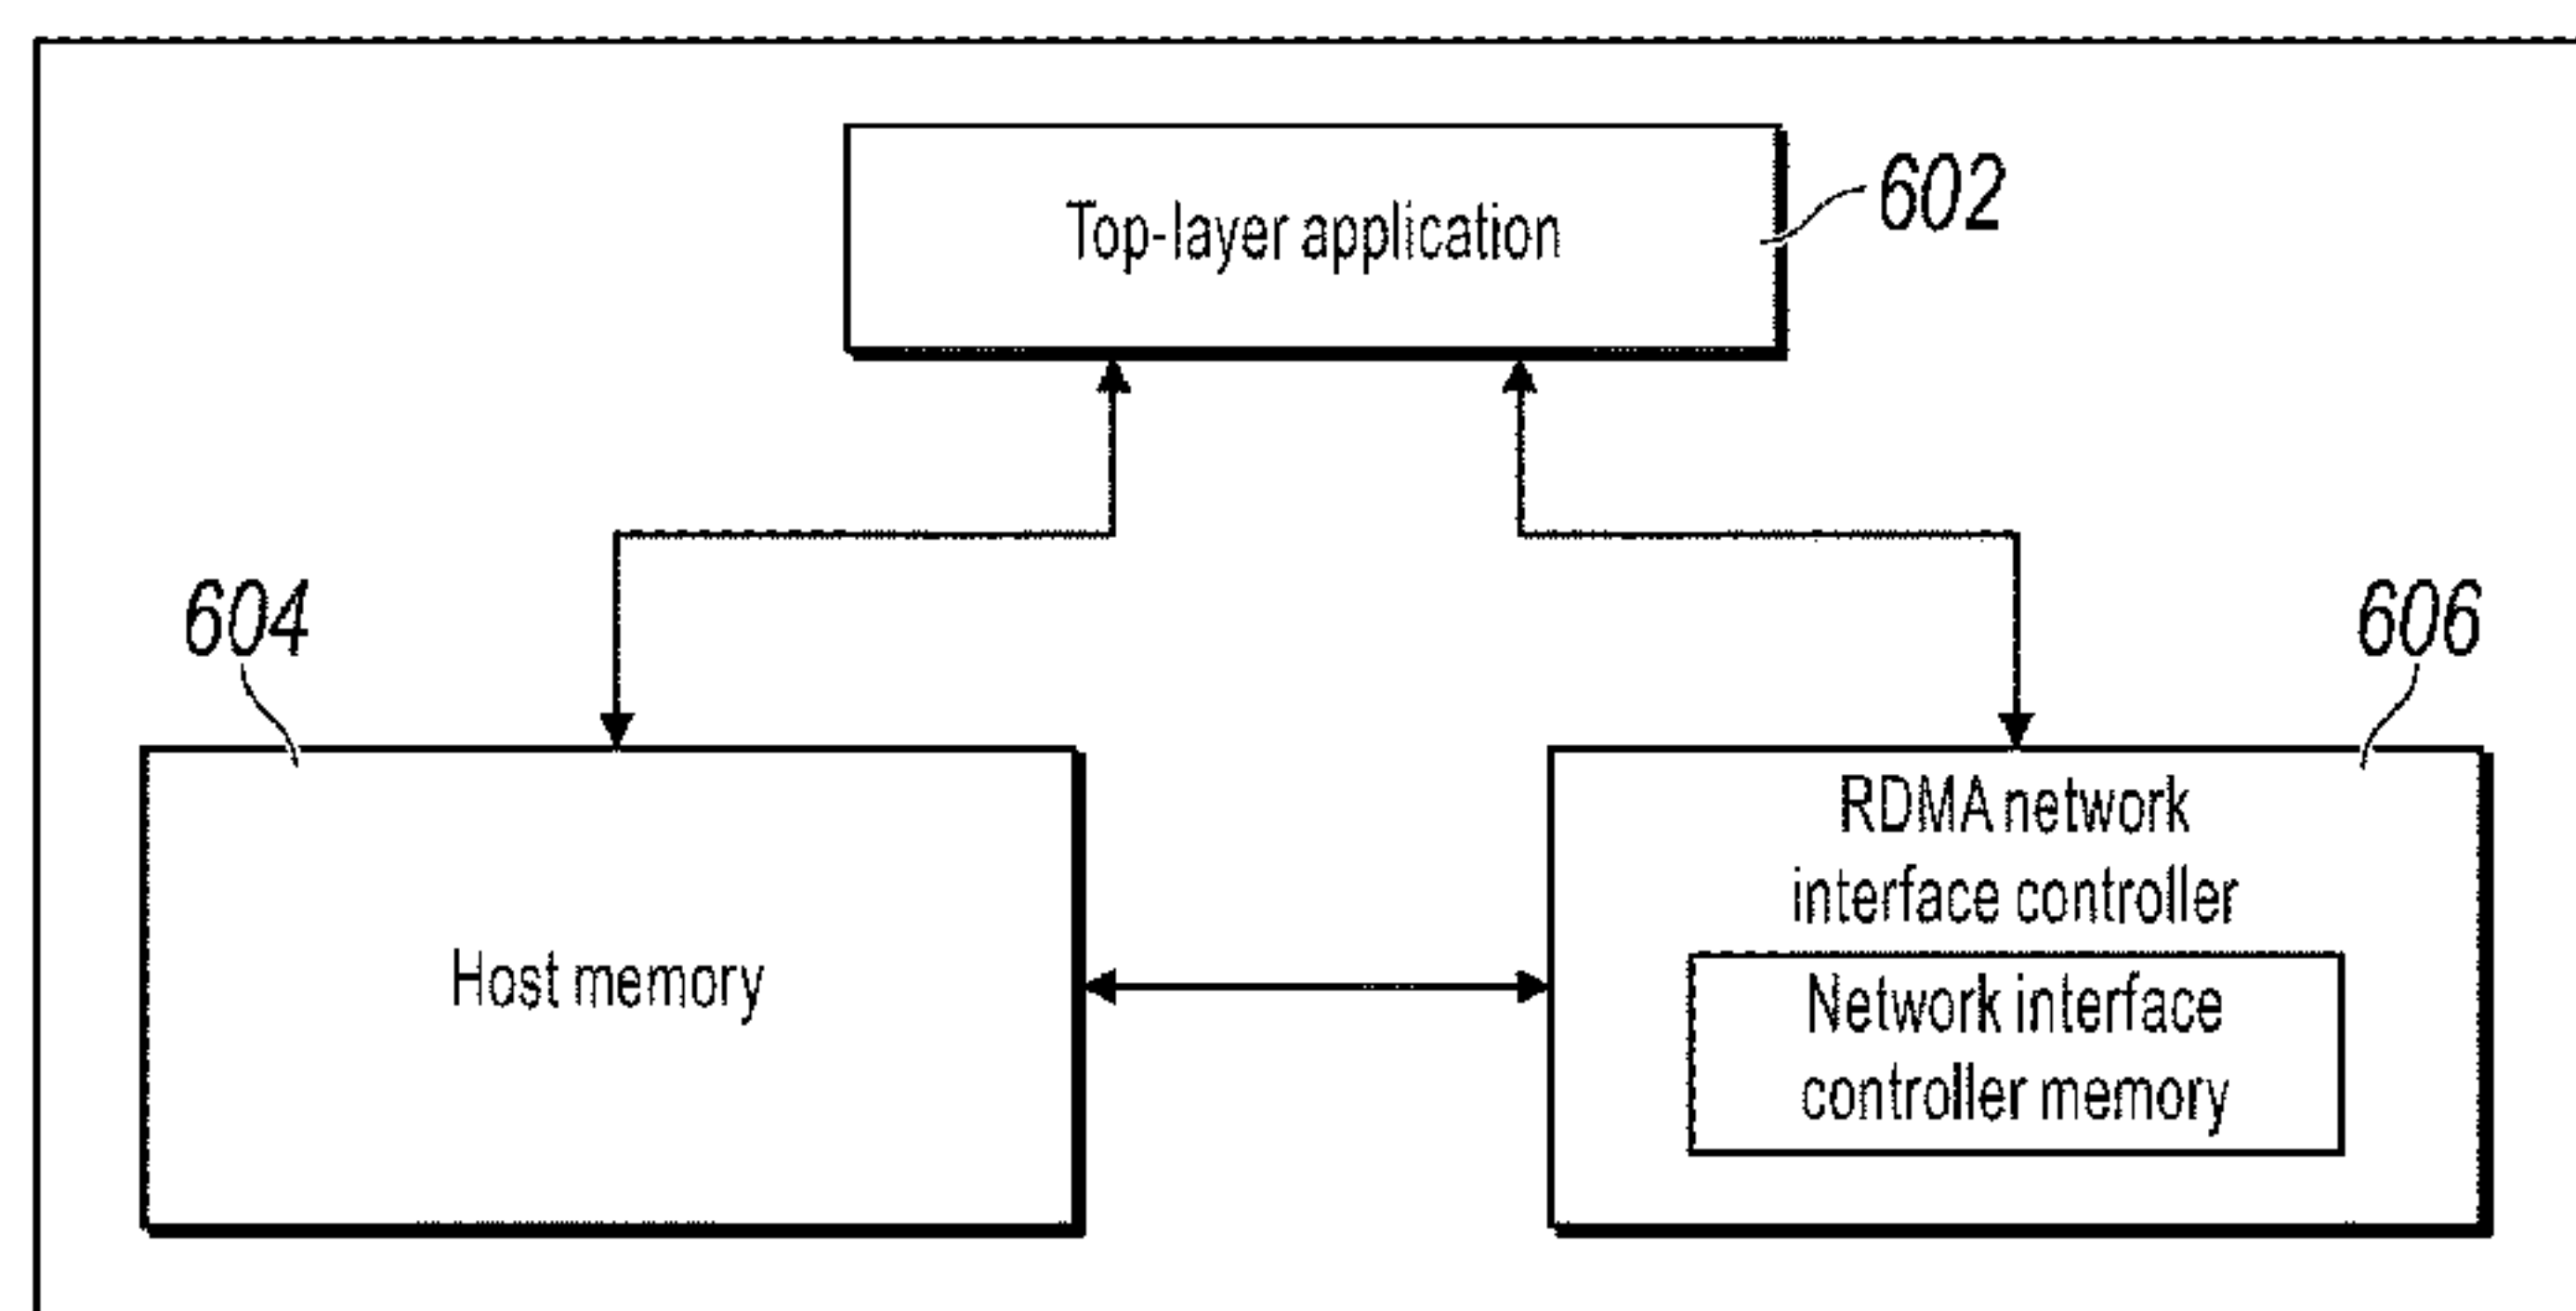 Top-layer application
602
604
606
Host memory
RDMA network
interface controller
Network interface
controller memory